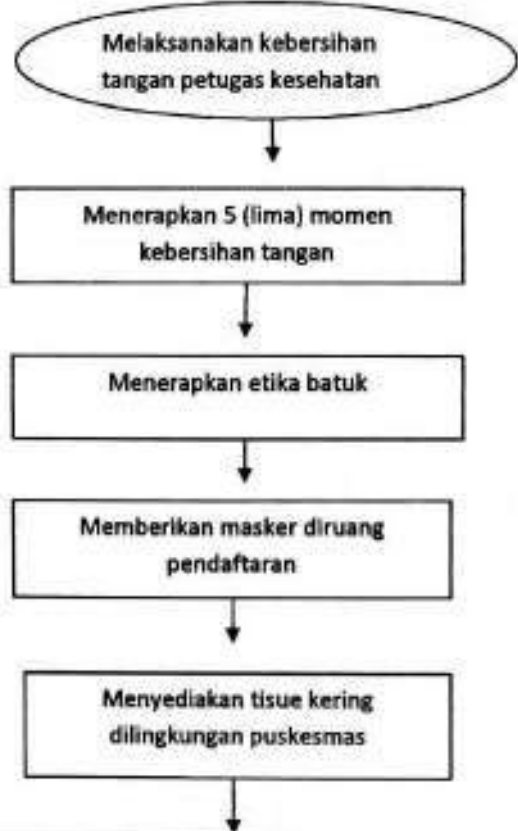 Melaksanakan kebersihan
tangan petugas kesehatan
Menerapkan 5 (lima) momen
kebersihan tangan
Menerapkan etika batuk
Memberikan masker diruang
pendaftaran
Menyediakan tisue kering
dilingkungan puskesmas